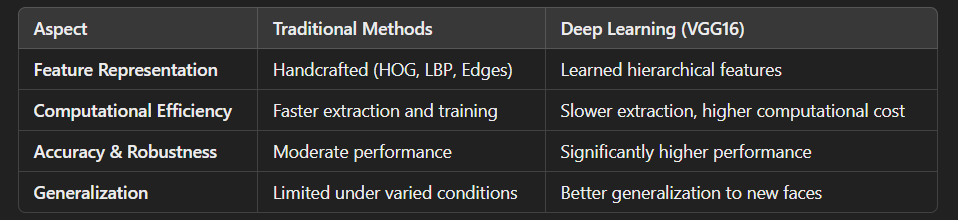 Aspect Traditional Methods Deep Learning (VGG16)
Feature Representation Handcrafted (HOG, LBP, Edges) Learned hierarchical features
Computational Efficiency Faster extraction and training Slower extraction, higher computational cost
Accuracy & Robustness Moderate performance Significantly higher performance
Generalization Limited under varied conditions Better generalization to new faces